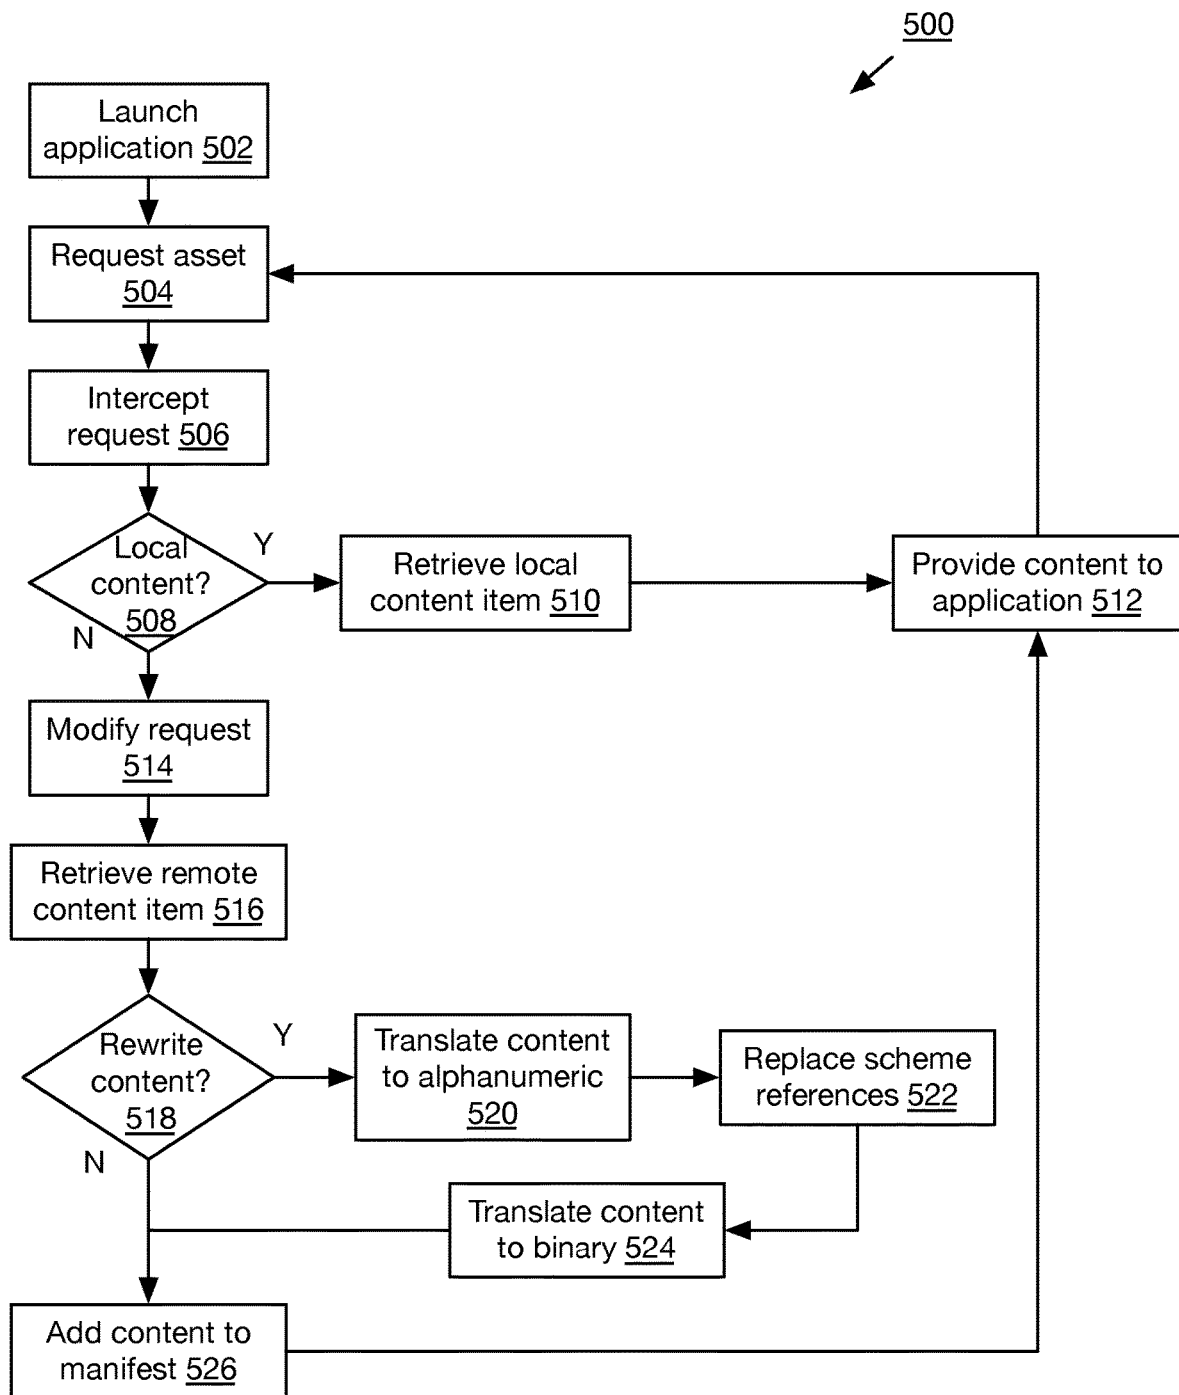 500
Launch
application 502
Request asset
504
Intercept
request 506
Local
content?
508
Y
N
Retrieve local
content item 510
Provide content to
application 512
Modify request
514
Retrieve remote
content item 516
Rewrite
content?
518
Y
N
Translate content
to alphanumeric
520
Replace scheme
references 522
Translate content
to binary 524
Add content to
manifest 526